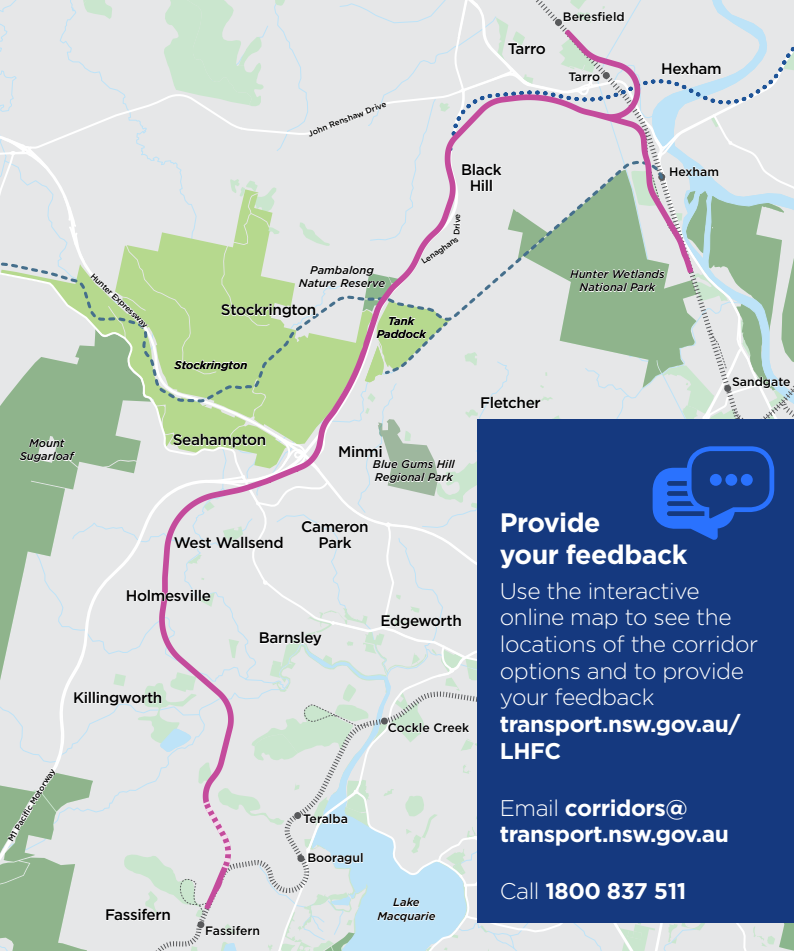 Beresfield
Tarro
Hexham
Tarro
John Renshaw Drive
Black
Hill
Hexham
Lenaghans Drive
Pambalong
Nature Reserve
Hunter Wetlands
National Park
Hunter Expressway
Stockrington
Tank
Paddock
Stockrington
Sandgate
Fletcher
Mount
Sugarloaf
Seahampton
Minmi
Blue Gums Hill
Regional Park
Cameron
Park
West Wallsend
Holmesville
Edgeworth
Barnsley
Killingworth
Cockle Creek
M1 Pacific Motorway
Teralba
Booragul
Lake
Macquarie
Fassifern
Fassifern
Provide
your feedback
Use the interactive
online map to see the
locations of the corridor
options and to provide
your feedback
transport.nsw.gov.au/
LHFC
Email corridors@
transport.nsw.gov.au
Call 1800 837 511